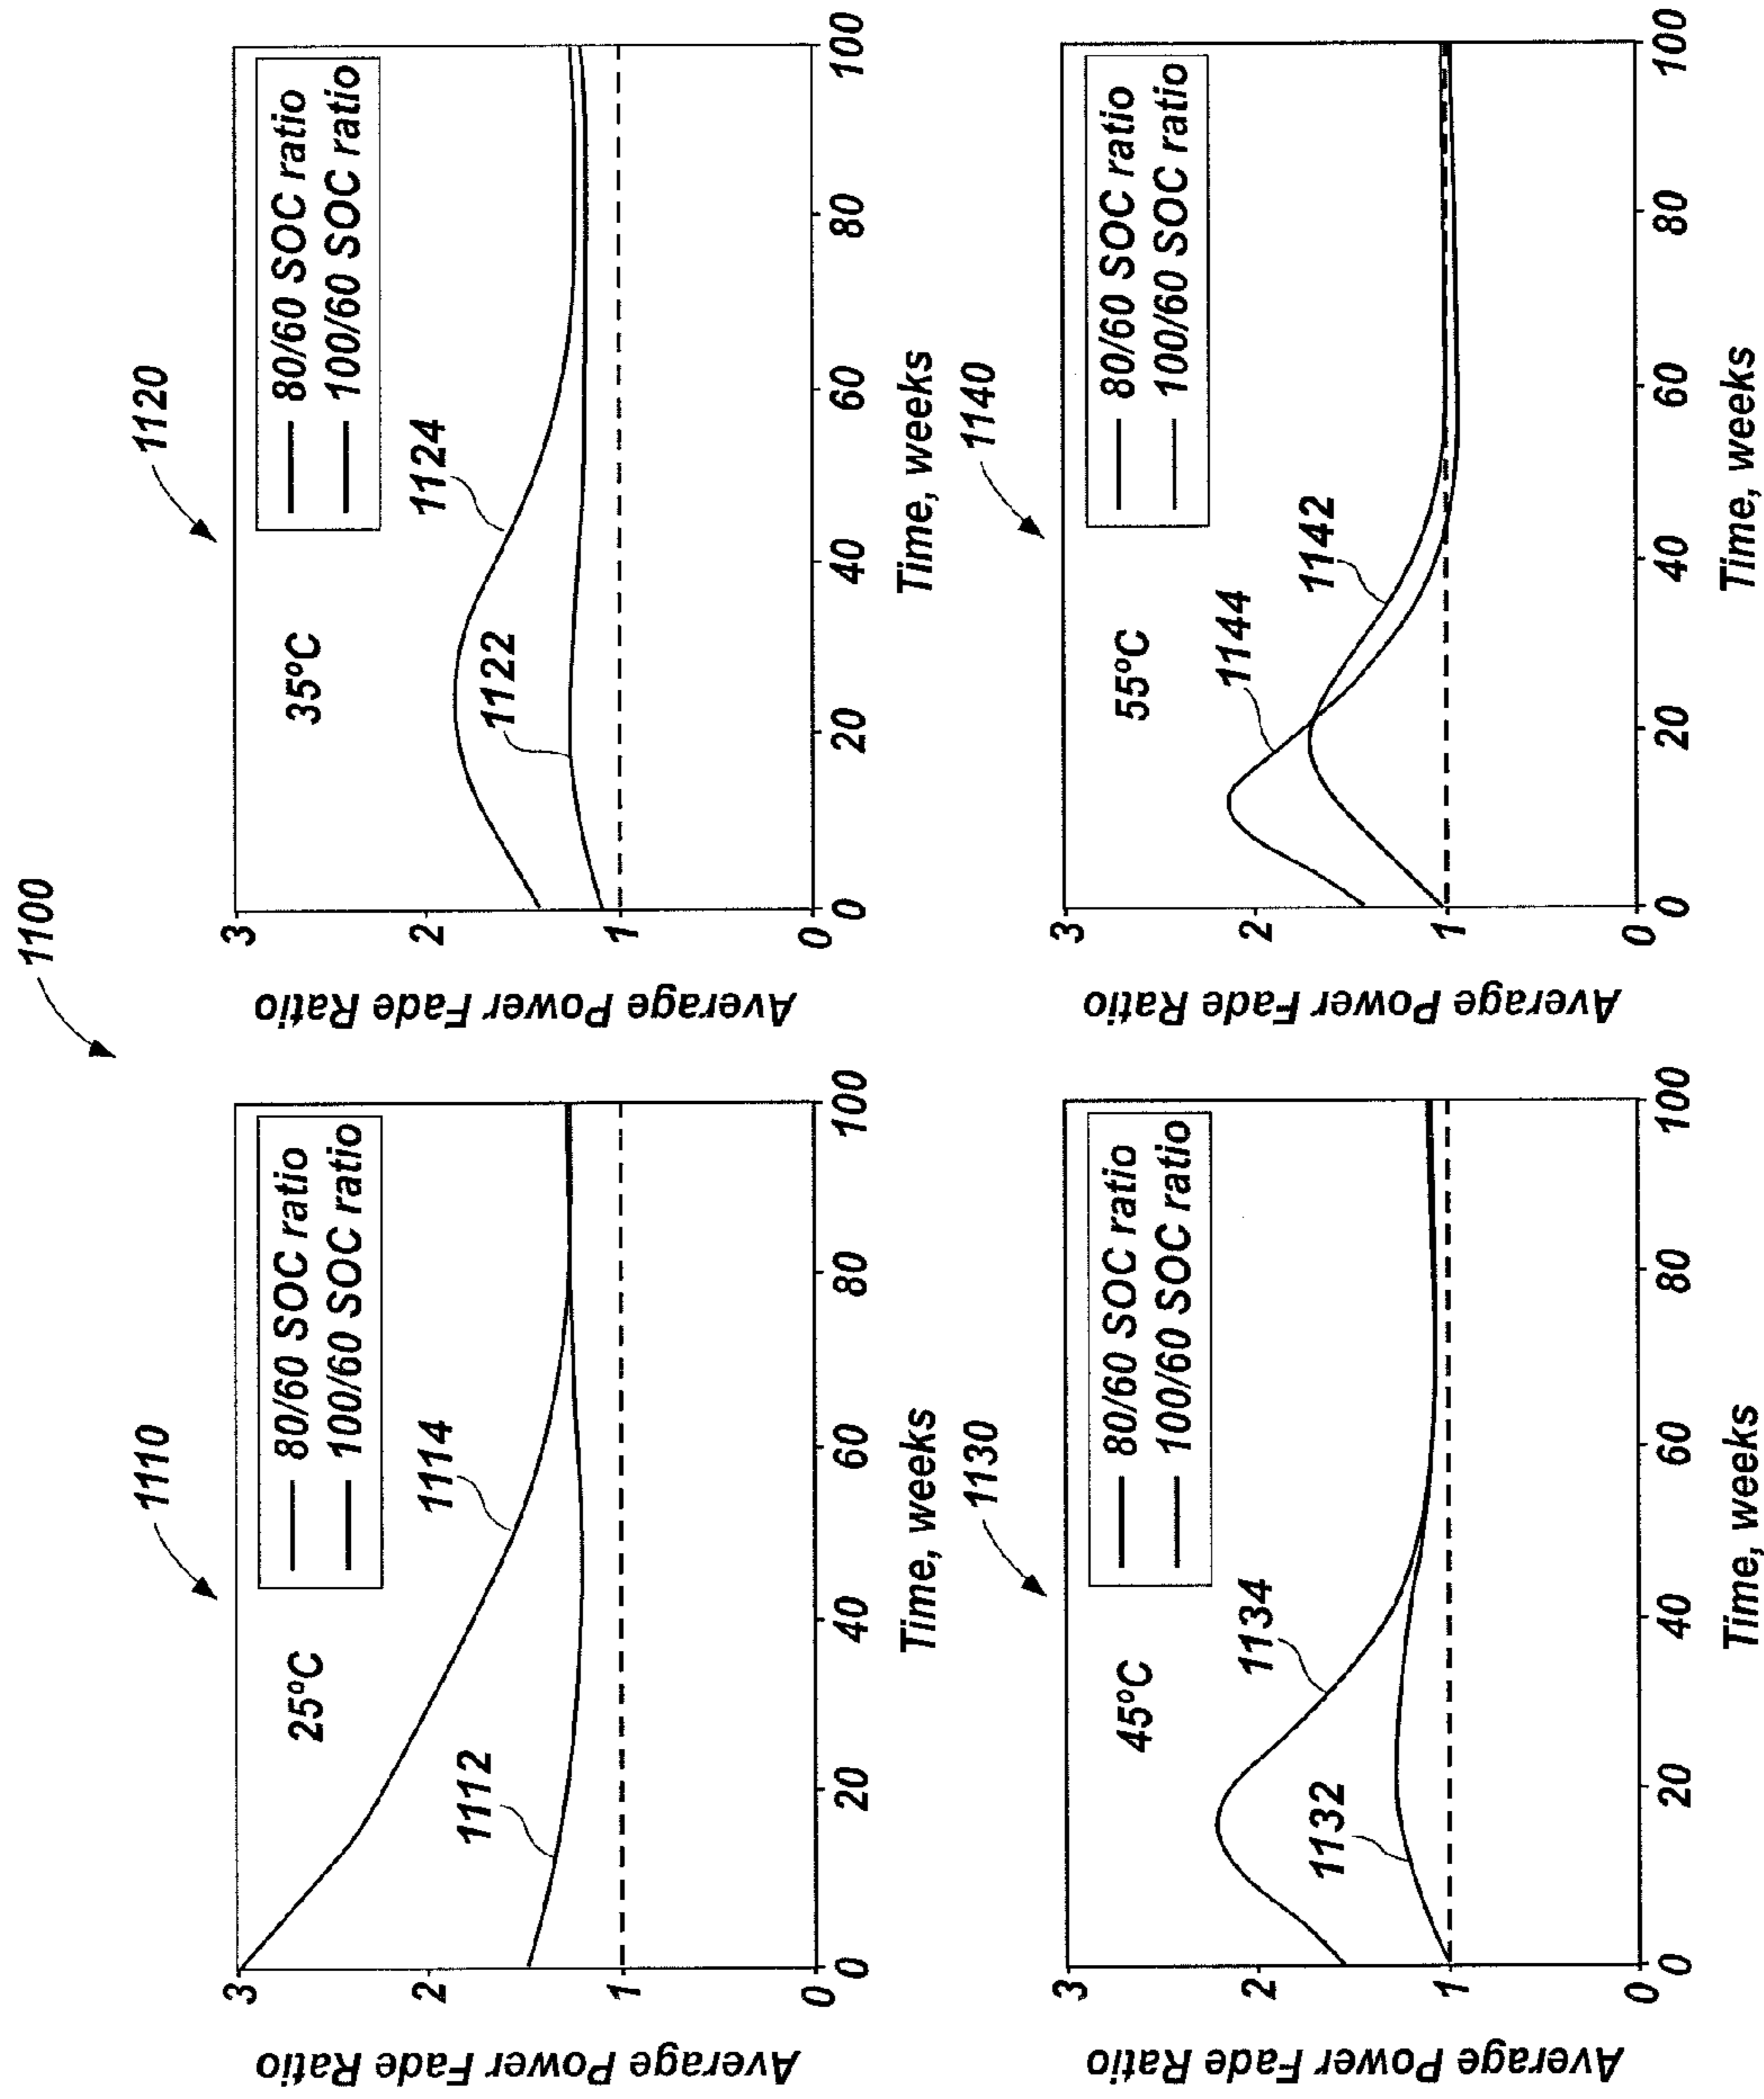 1100
1110
3
2
1
0
Average Power Fade Ratio
25°C
80/60 SOC ratio
100/60 SOC ratio
1114
1112
0 20 40 60 80 100
Time, weeks
1120
3
2
1
0
Average Power Fade Ratio
35°C
80/60 SOC ratio
100/60 SOC ratio
1124
1122
0 20 40 60 80 100
Time, weeks
1130
3
2
1
0
Average Power Fade Ratio
45°C
80/60 SOC ratio
100/60 SOC ratio
1134
1132
0 20 40 60 80 100
Time, weeks
1140
3
2
1
0
Average Power Fade Ratio
55°C
80/60 SOC ratio
100/60 SOC ratio
1144
1142
0 20 40 60 80 100
Time, weeks